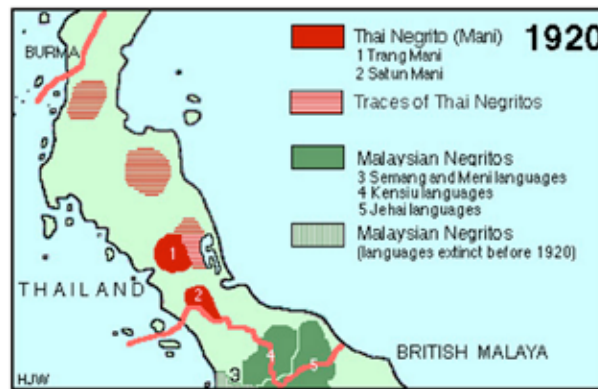 BURMA
Thai Negrito (Mani)
1920
1 Trang Mani
2 Satun Mani
Traces of Thai Negritos
Malaysian Negritos
3 Semang and Meni languages
4 Kensiu languages
5 Jehai languages
Malaysian Negritos
(languages extinct before 1920)
1
THAILAND
2
BRITISH MALAYA
4
5
3
HJW